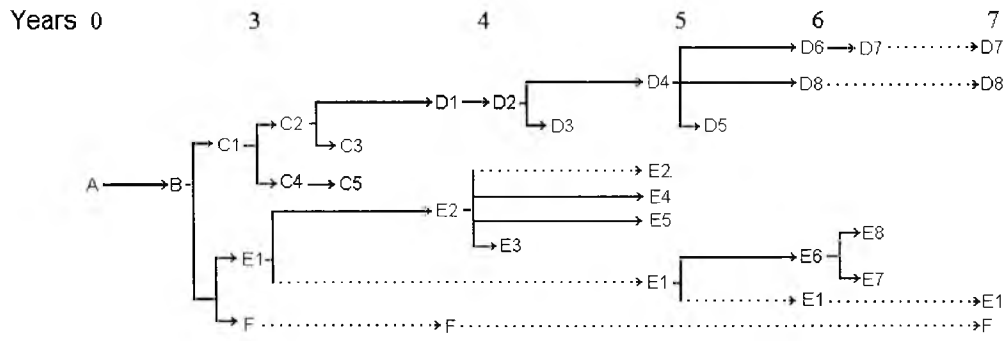 Years 0 3 4 5 6 7
D6 D7 D7
D1 D2 D4 D8 D8
C2 D3 D5
C1 C3
A B C4 C5 E2
E4
E2 E5
E3 E8
E1 E6
E1 E7
E1 E1
F F F